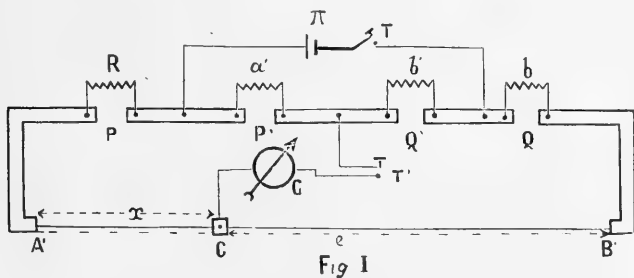 π T
R a' b' b
P P' Q' Q
G T T'
x
A' C e B'
Fig I